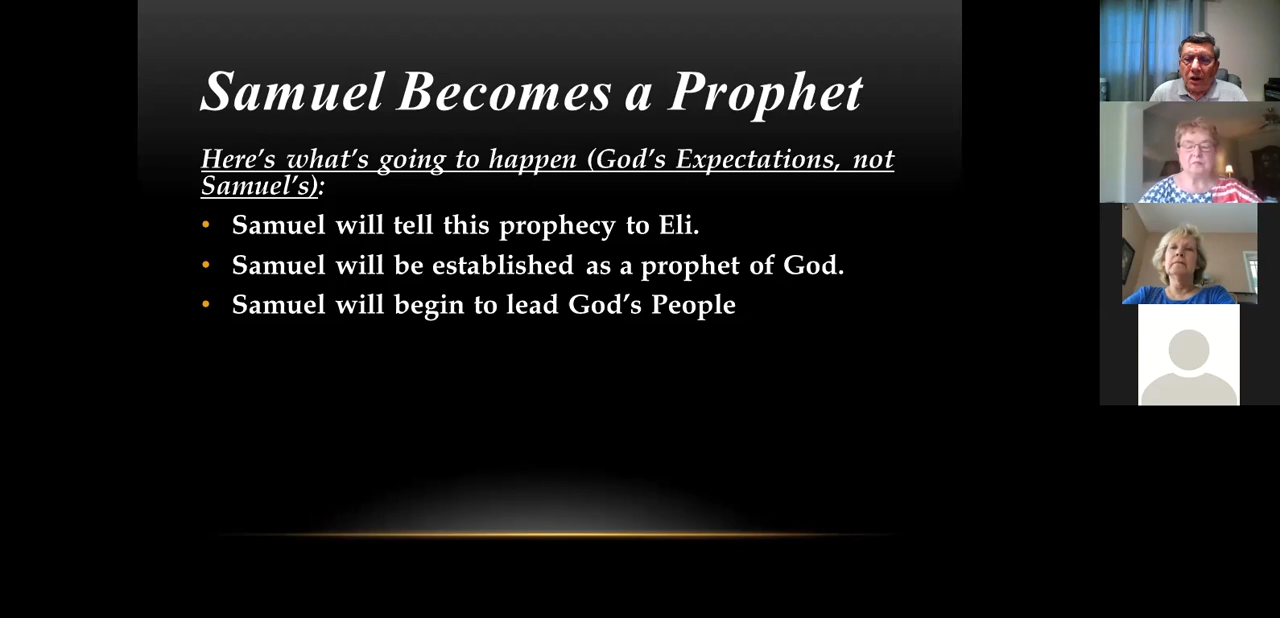 Samuel Becomes a Prophet
Here’s what’s going to happen (God’s Expectations, not
Samuel’s):
• Samuel will tell this prophecy to Eli.
• Samuel will be established as a prophet of God.
• Samuel will begin to lead God’s People